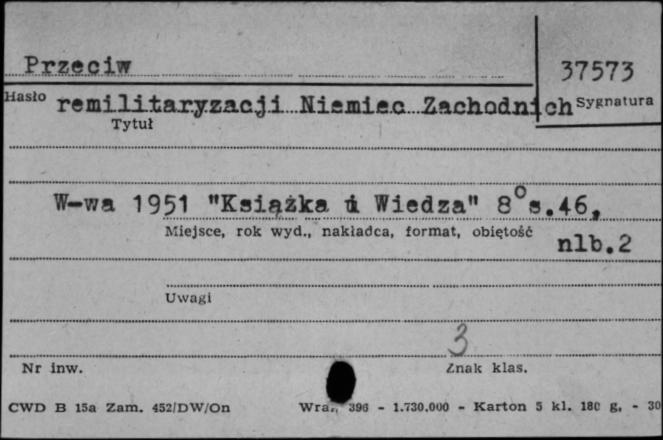 Przeciw
37573
Hasło remilitaryzacji Niemiec Zachodnich Sygnatura
Tytuł
W-wa 1951 "Książka i Wiedza" 8° s.46,
Miejsce, rok wyd., nakładca, format, objętość
nlb.2
Uwagi
3
Nr inw. Znak klas.
CWD B 15a Zam. 452/DW/On 396 - 1.730.000 - Karton 5 kl. 180 g, - 30